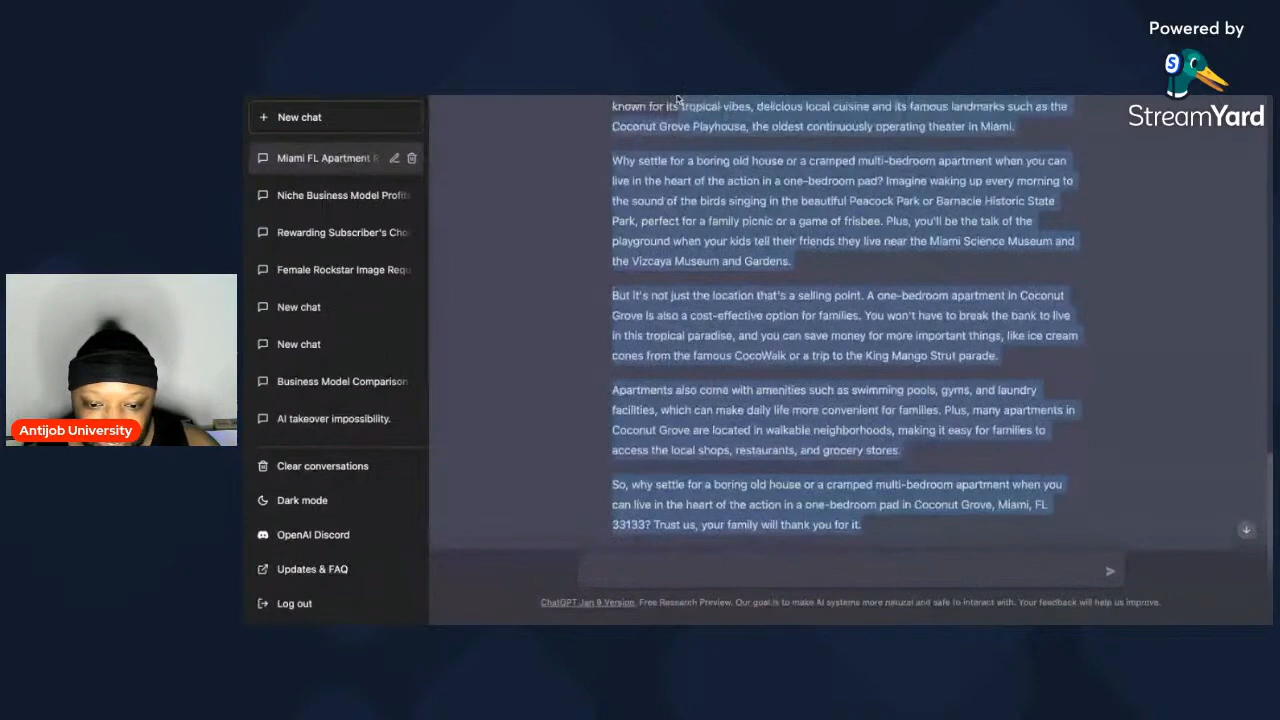 Powered by
S
StreamYard
New chat
Miami FL Apartment R
Niche Business Model Profits
Rewarding Subscriber's Cho
Female Rockstar Image Requ
New chat
New chat
Business Model Comparison
AI takeover impossibility.
Clear conversations
Dark mode
OpenAI Discord
Updates & FAQ
Log out
known for its tropical vibes, delicious local cuisine and its famous landmarks such as the
Coconut Grove Playhouse, the oldest continuously operating theater in Miami.
Why settle for a boring old house or a cramped multi-bedroom apartment when you can
live in the heart of the action in a one-bedroom pad? Imagine waking up every morning to
the sound of the birds singing in the beautiful Peacock Park or Barnacle Historic State
Park, perfect for a family picnic or a game of frisbee. Plus, you'll be the talk of the
playground when your kids tell their friends they live near the Miami Science Museum and
the Vizcaya Museum and Gardens.
But it's not just the location that's a selling point. A one-bedroom apartment in Coconut
Grove is also a cost-effective option for families. You won't have to break the bank to live
in this tropical paradise, and you can save money for more important things, like ice cream
cones from the famous CocoWalk or a trip to the King Mango Strut parade.
Apartments also come with amenities such as swimming pools, gyms, and laundry
facilities, which can make daily life more convenient for families. Plus, many apartments in
Coconut Grove are located in walkable neighborhoods, making it easy for families to
access the local shops, restaurants, and grocery stores.
So, why settle for a boring old house or a cramped multi-bedroom apartment when you
can live in the heart of the action in a one-bedroom pad in Coconut Grove, Miami, FL
33133? Trust us, your family will thank you for it.
ChatGPT Jan 9 Version. Free Research Preview. Our goal is to make AI systems more natural and safe to interact with. Your feedback will help us improve.
Antijob University